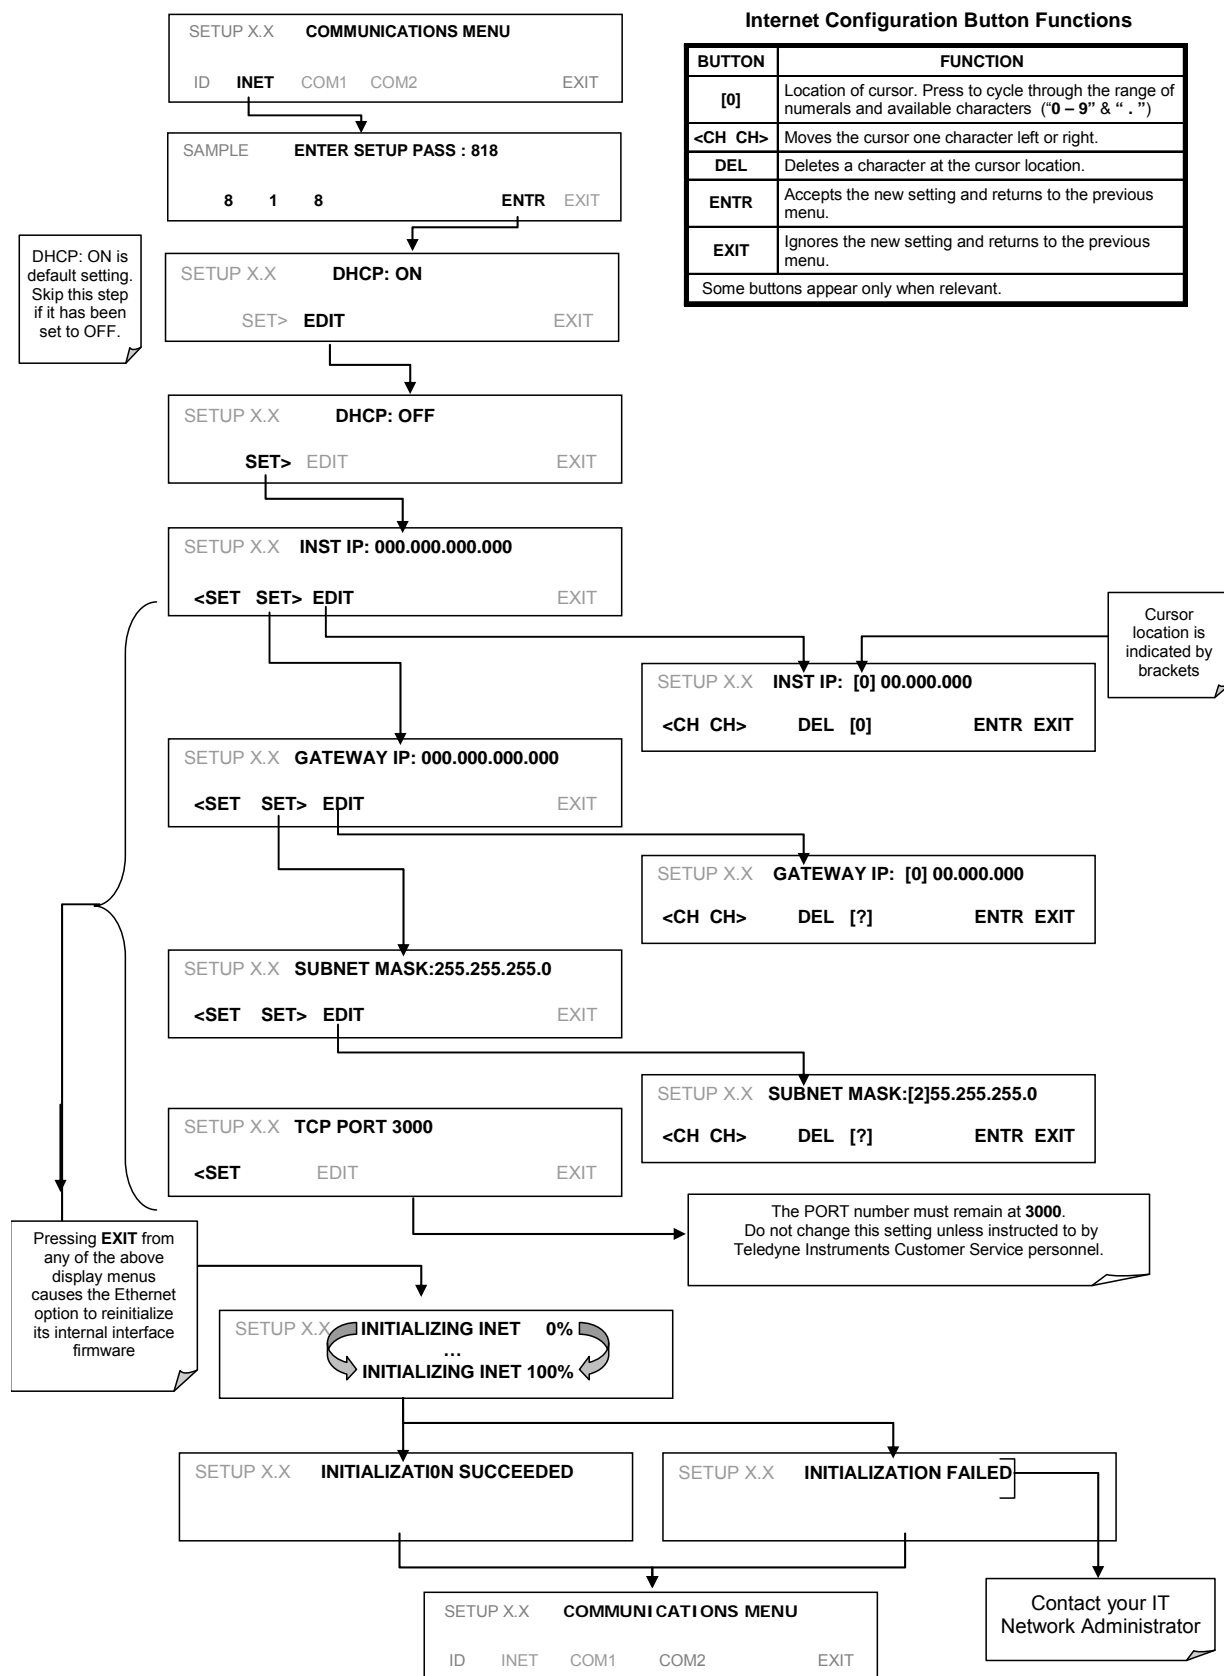 SETUP X.X COMMUNICATIONS MENU
ID INET COM1 COM2 EXIT
Internet Configuration Button Functions
BUTTON FUNCTION
[0] Location of cursor. Press to cycle through the range of
numerals and available characters (“0 – 9” & “ . ”)
<CH CH> Moves the cursor one character left or right.
DEL Deletes a character at the cursor location.
ENTR Accepts the new setting and returns to the previous
menu.
EXIT Ignores the new setting and returns to the previous
menu.
Some buttons appear only when relevant.
SAMPLE ENTER SETUP PASS : 818
8 1 8 ENTR EXIT
DHCP: ON is
default setting.
Skip this step
if it has been
set to OFF.
SETUP X.X DHCP: ON
SET> EDIT EXIT
SETUP X.X DHCP: OFF
SET> EDIT EXIT
SETUP X.X INST IP: 000.000.000.000
<SET SET> EDIT EXIT
Cursor
location is
indicated by
brackets
SETUP X.X INST IP: [0] 00.000.000
<CH CH> DEL [0] ENTR EXIT
SETUP X.X GATEWAY IP: 000.000.000.000
<SET SET> EDIT EXIT
SETUP X.X GATEWAY IP: [0] 00.000.000
<CH CH> DEL [?] ENTR EXIT
SETUP X.X SUBNET MASK:255.255.255.0
<SET SET> EDIT EXIT
SETUP X.X SUBNET MASK:[2]55.255.255.0
<CH CH> DEL [?] ENTR EXIT
SETUP X.X TCP PORT 3000
<SET EDIT EXIT
The PORT number must remain at 3000.
Do not change this setting unless instructed to by
Teledyne Instruments Customer Service personnel.
Pressing EXIT from
any of the above
display menus
causes the Ethernet
option to reinitialize
its internal interface
firmware
SETUP X.X INITIALIZING INET 0%
…
INITIALIZING INET 100%
SETUP X.X INITIALIZATI0N SUCCEEDED
SETUP X.X INITIALIZATION FAILED
Contact your IT
Network Administrator
SETUP X.X COMMUNICATIONS MENU
ID INET COM1 COM2 EXIT